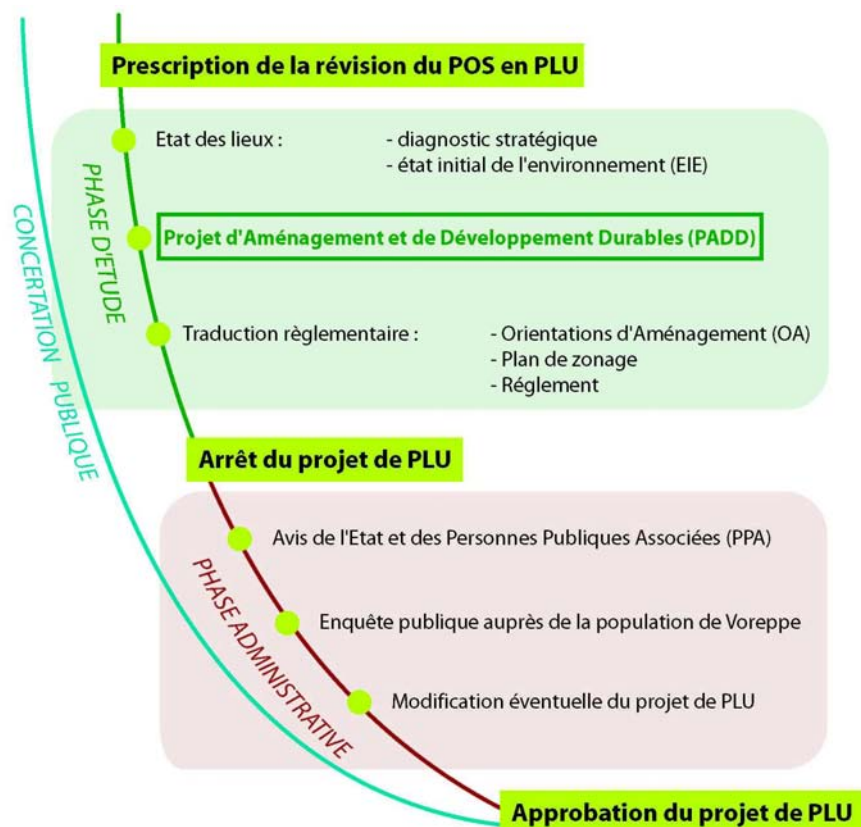 Prescription de la révision du POS en PLU
Etat des lieux : - diagnostic stratégique
- état initial de l'environnement (EIE)
PHASE D'ETUDE
Projet d'Aménagement et de Développement Durables (PADD)
CONCERTATION PUBLIQUE
Traduction règlementaire : - Orientations d'Aménagement (OA)
- Plan de zonage
- Réglement
Arrêt du projet de PLU
Avis de l'Etat et des Personnes Publiques Associées (PPA)
PHASE ADMINISTRATIVE
Enquête publique auprès de la population de Voreppe
Modification éventuelle du projet de PLU
Approbation du projet de PLU